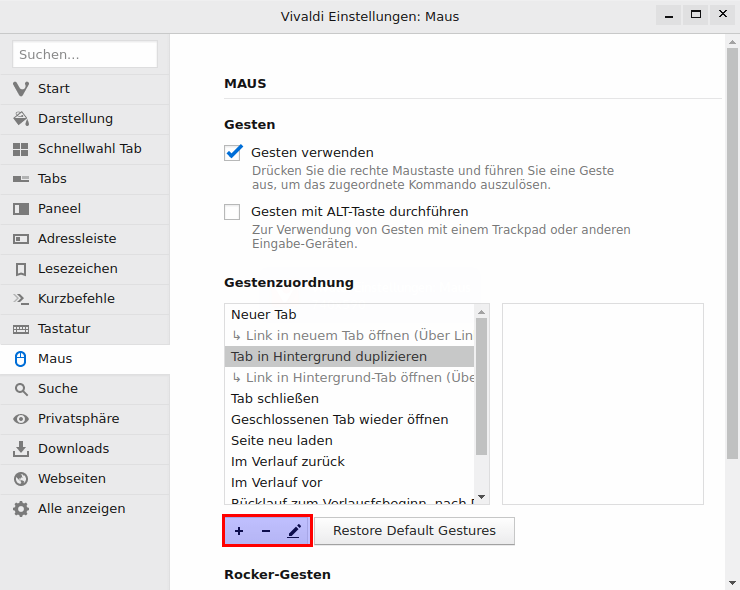 Vivaldi Einstellungen: Maus
Suchen...
Start
Darstellung
Schnellwahl Tab
Tabs
Paneel
Adressleiste
Lesezeichen
Kurzbefehle
Tastatur
Maus
Suche
Privatsphäre
Downloads
Webseiten
Alle anzeigen
MAUS
Gesten
Gesten verwenden
Drücken Sie die rechte Maustaste und führen Sie eine Geste
aus, um das zugeordnete Kommando auszulösen.
Gesten mit ALT-Taste durchführen
Zur Verwendung von Gesten mit einem Trackpad oder anderen
Eingabe-Geräten.
Gestenzuordnung
Neuer Tab
↳ Link in neuem Tab öffnen (Über Lin
Tab in Hintergrund duplizieren
↳ Link in Hintergrund-Tab öffnen (Übe
Tab schließen
Geschlossenen Tab wieder öffnen
Seite neu laden
Im Verlauf zurück
Im Verlauf vor
Rücklauf zum Verlausfsbeginn, nach
+ −
Restore Default Gestures
Rocker-Gesten